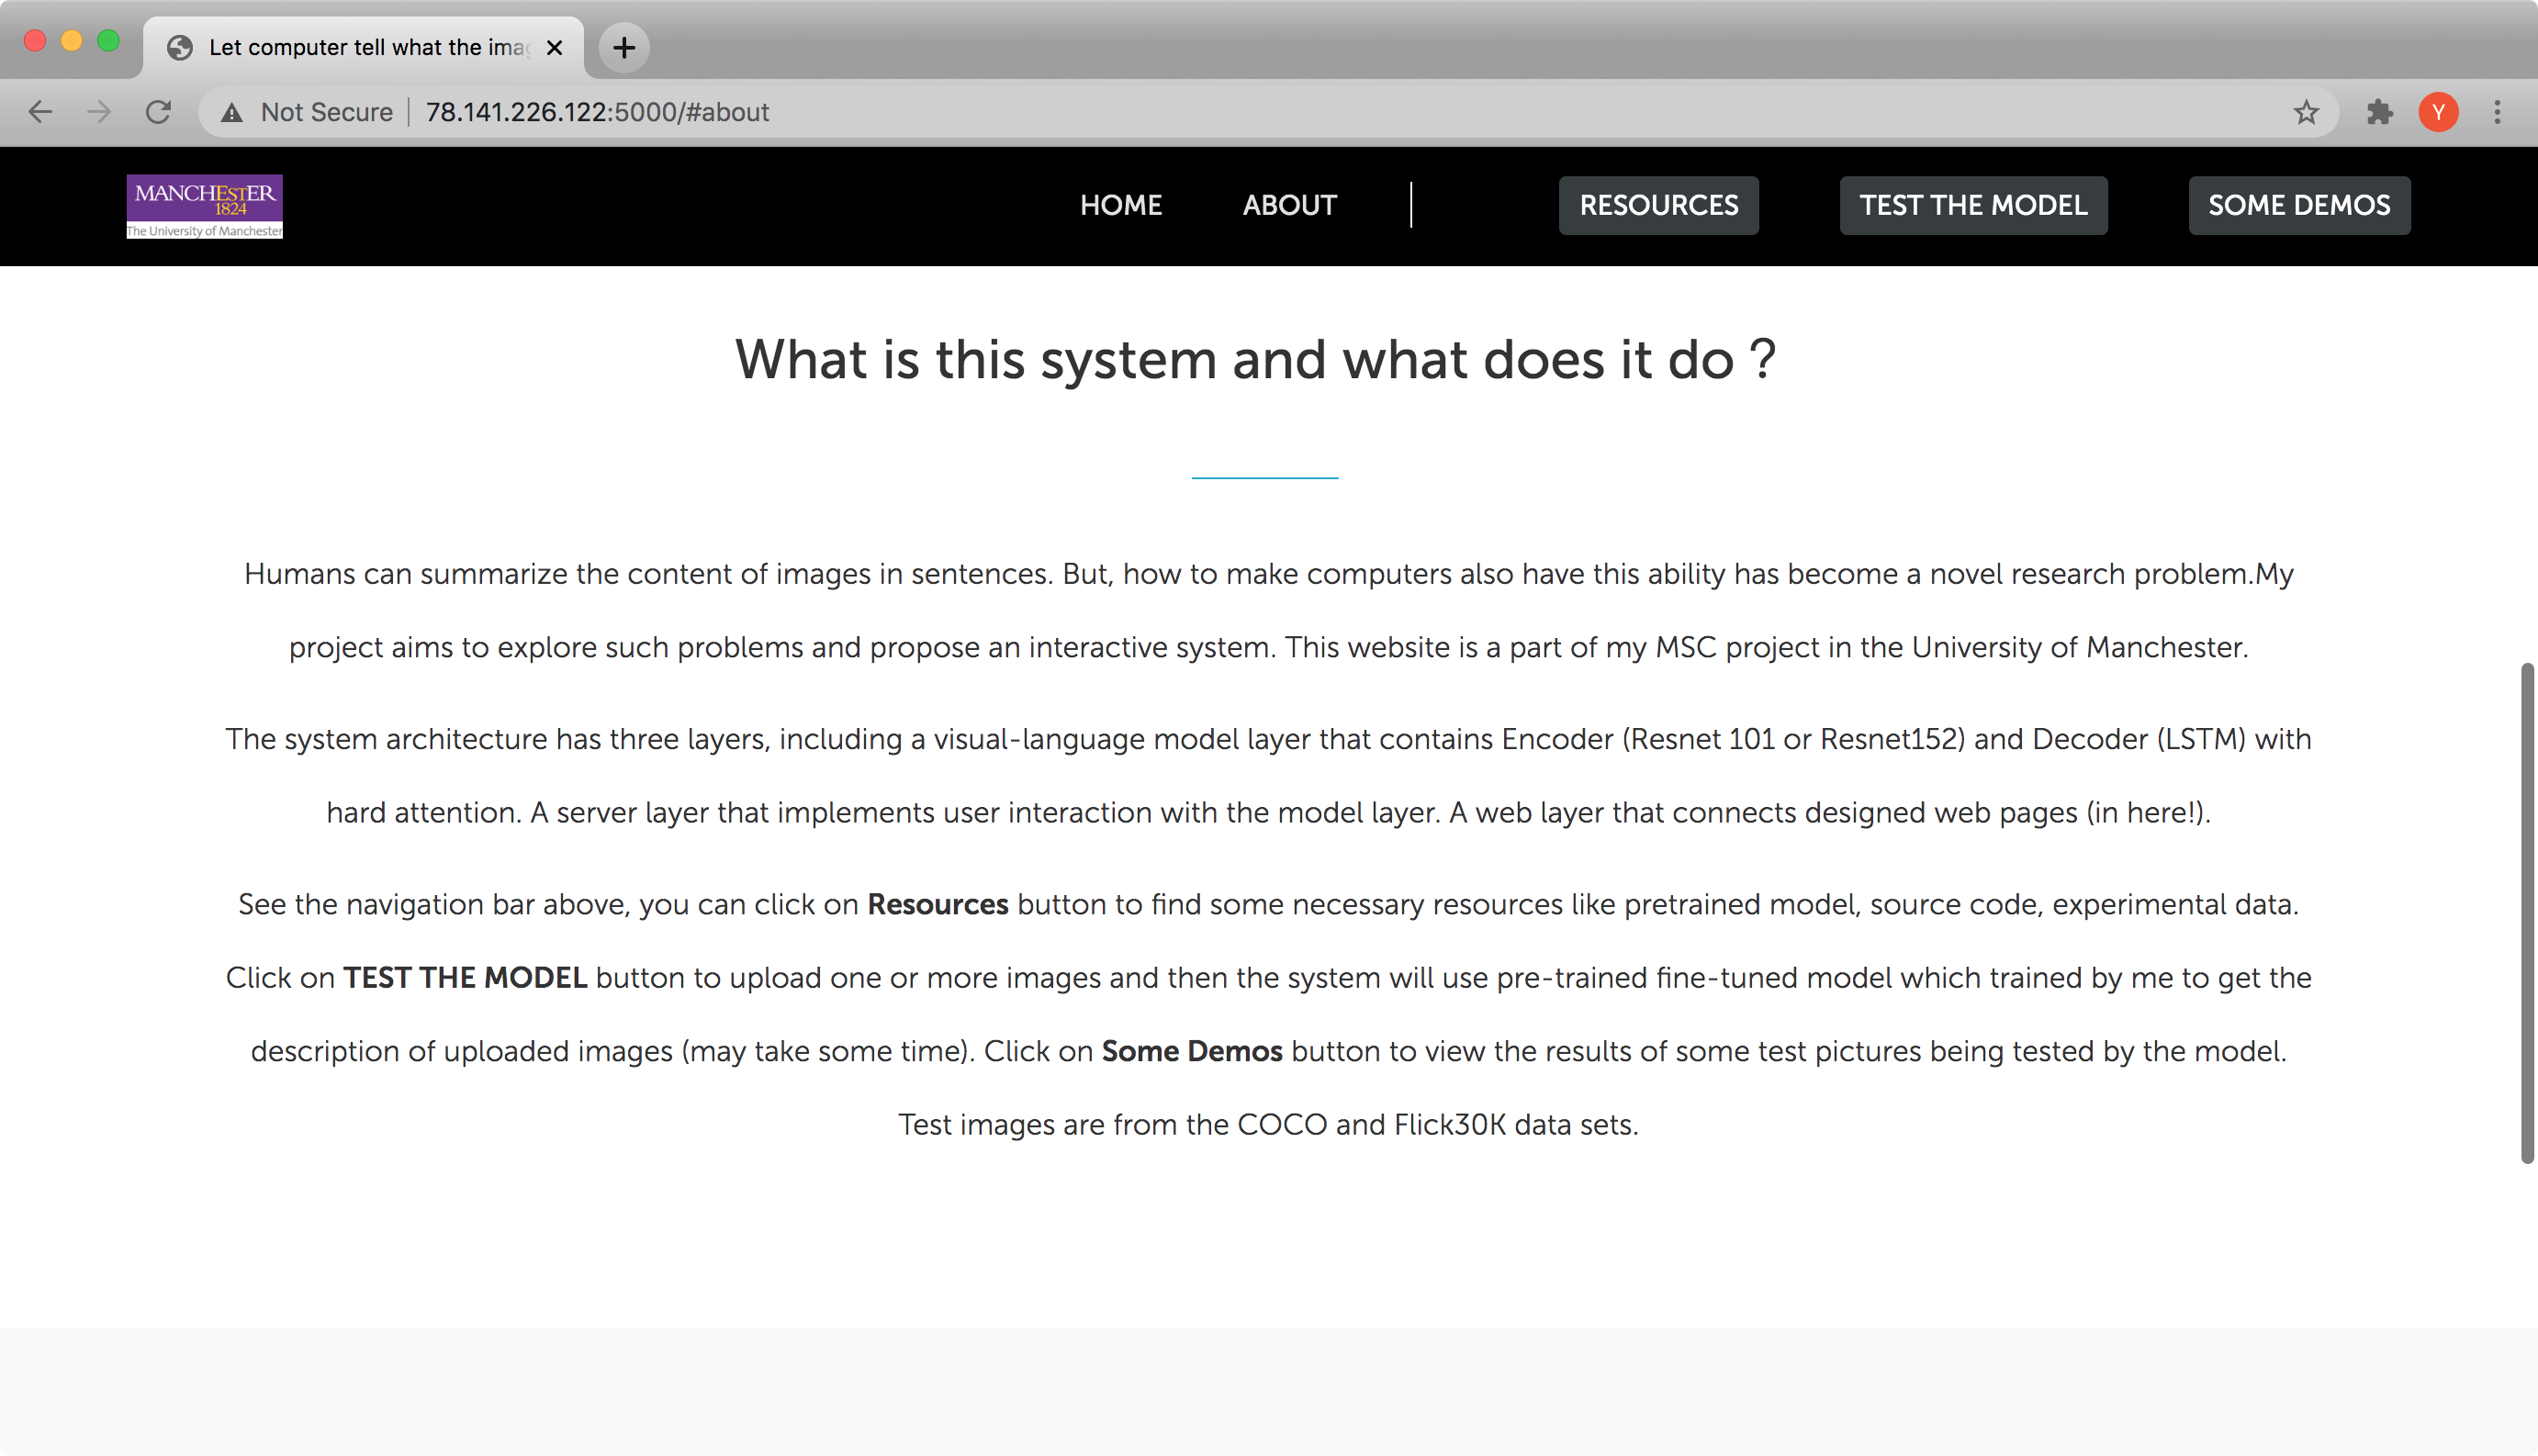 Let computer tell what the imag
Not Secure
78.141.226.122:5000/#about
Y
MANCHESTER
1824
The University of Manchester
HOME
ABOUT
RESOURCES
TEST THE MODEL
SOME DEMOS
What is this system and what does it do ?
Humans can summarize the content of images in sentences. But, how to make computers also have this ability has become a novel research problem.My
project aims to explore such problems and propose an interactive system. This website is a part of my MSC project in the University of Manchester.
The system architecture has three layers, including a visual-language model layer that contains Encoder (Resnet 101 or Resnet152) and Decoder (LSTM) with
hard attention. A server layer that implements user interaction with the model layer. A web layer that connects designed web pages (in here!).
See the navigation bar above, you can click on Resources button to find some necessary resources like pretrained model, source code, experimental data.
Click on TEST THE MODEL button to upload one or more images and then the system will use pre-trained fine-tuned model which trained by me to get the
description of uploaded images (may take some time). Click on Some Demos button to view the results of some test pictures being tested by the model.
Test images are from the COCO and Flick30K data sets.